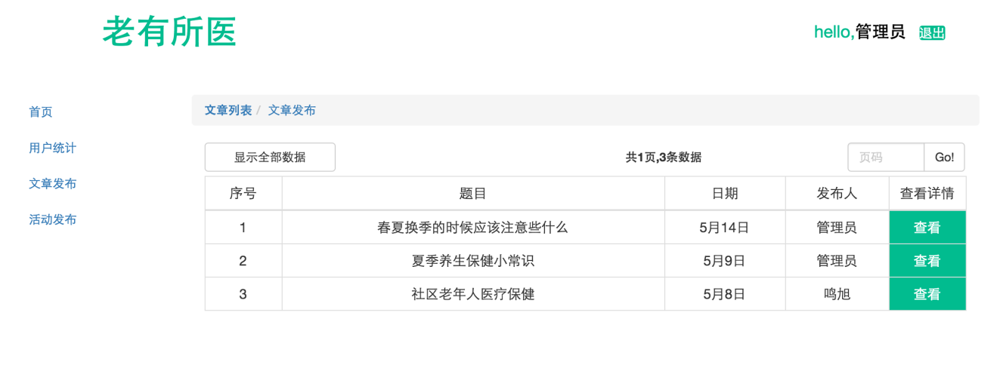 老有所医
hello,管理员 退出
首页
用户统计
文章发布
活动发布
文章列表 / 文章发布
显示全部数据 共1页,3条数据 页码 Go!
序号 题目 日期 发布人 查看详情
1 春夏换季的时候应该注意些什么 5月14日 管理员 查看
2 夏季养生保健小常识 5月9日 管理员 查看
3 社区老年人医疗保健 5月8日 鸣旭 查看